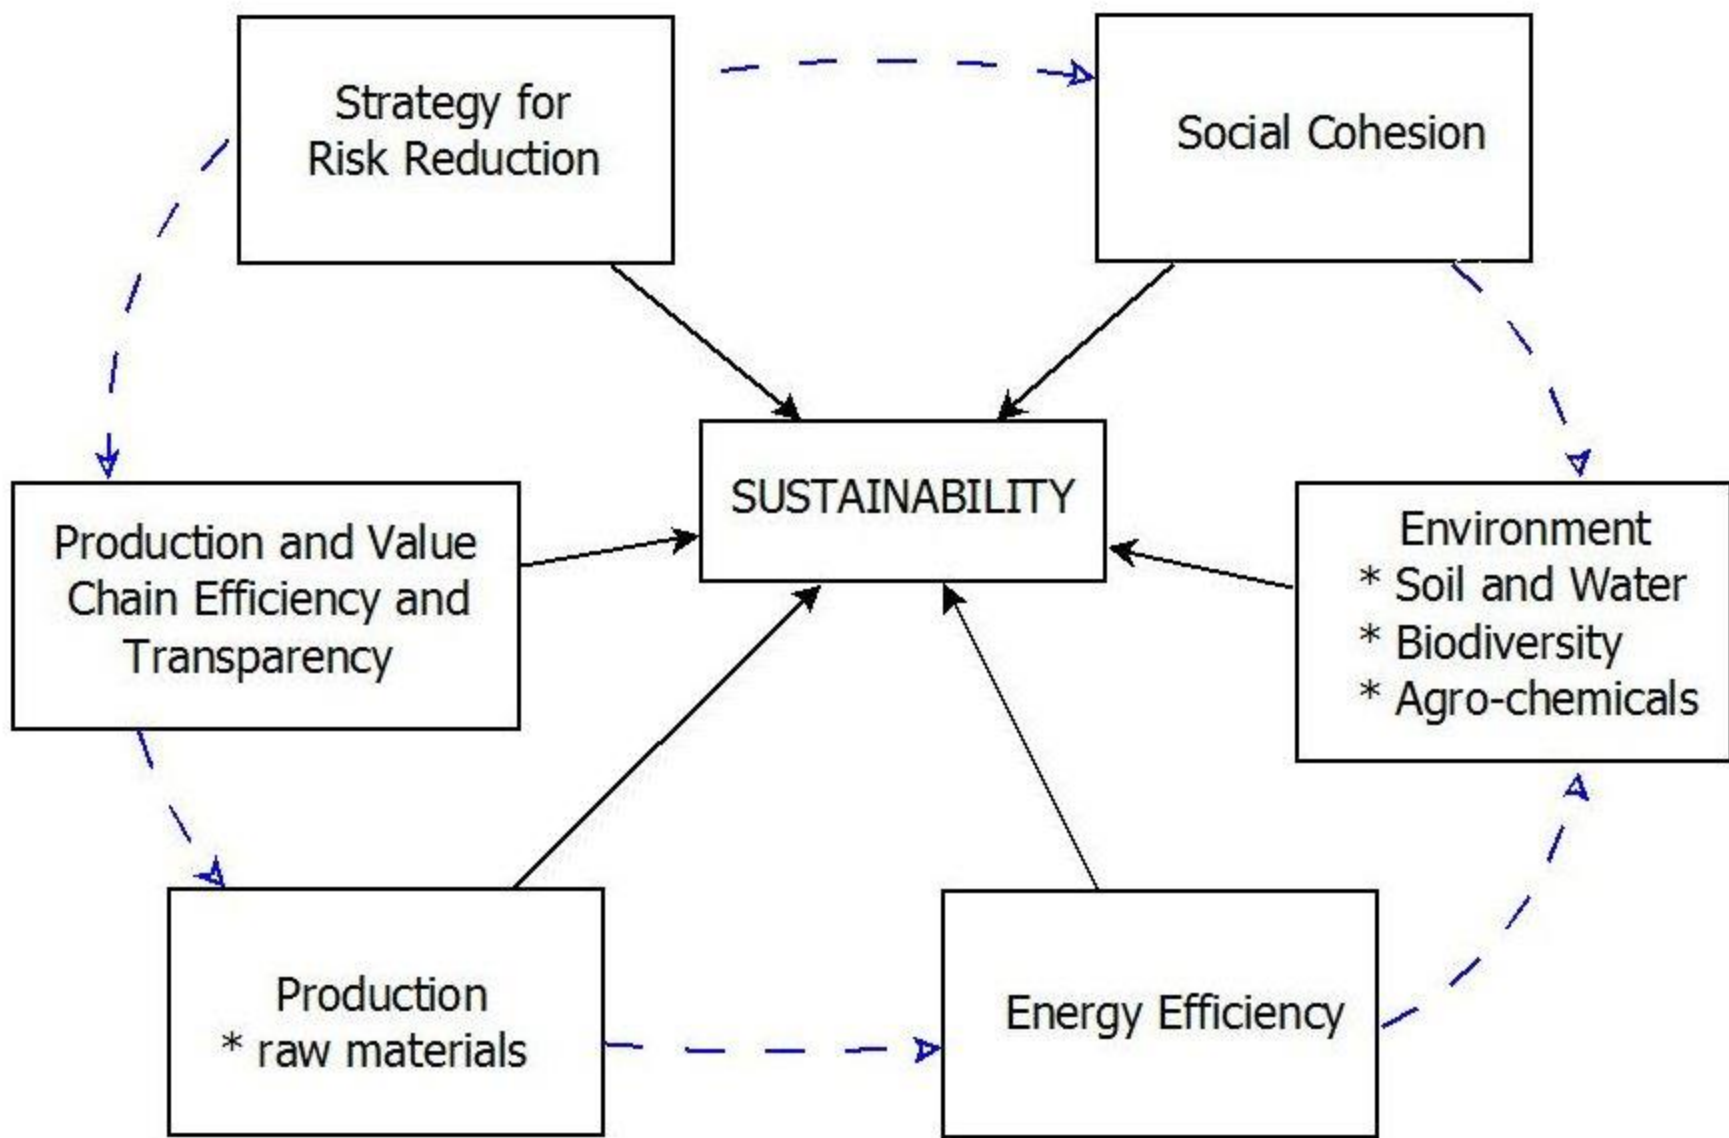 Strategy for
Risk Reduction
Social Cohesion
SUSTAINABILITY
Production and Value
Chain Efficiency and
Transparency
Environment
* Soil and Water
* Biodiversity
* Agro-chemicals
Production
* raw materials
Energy Efficiency